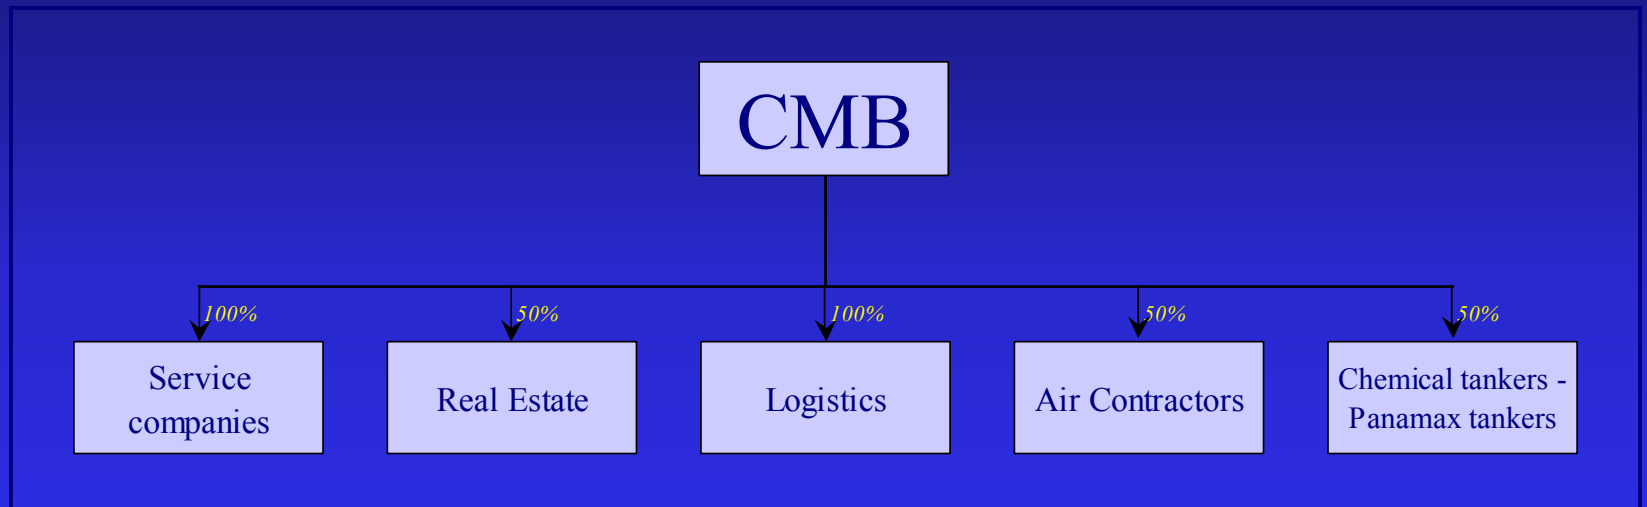 CMB
100%
50%
100%
50%
50%
Service
companies
Real Estate
Logistics
Air Contractors
Chemical tankers -
Panamax tankers